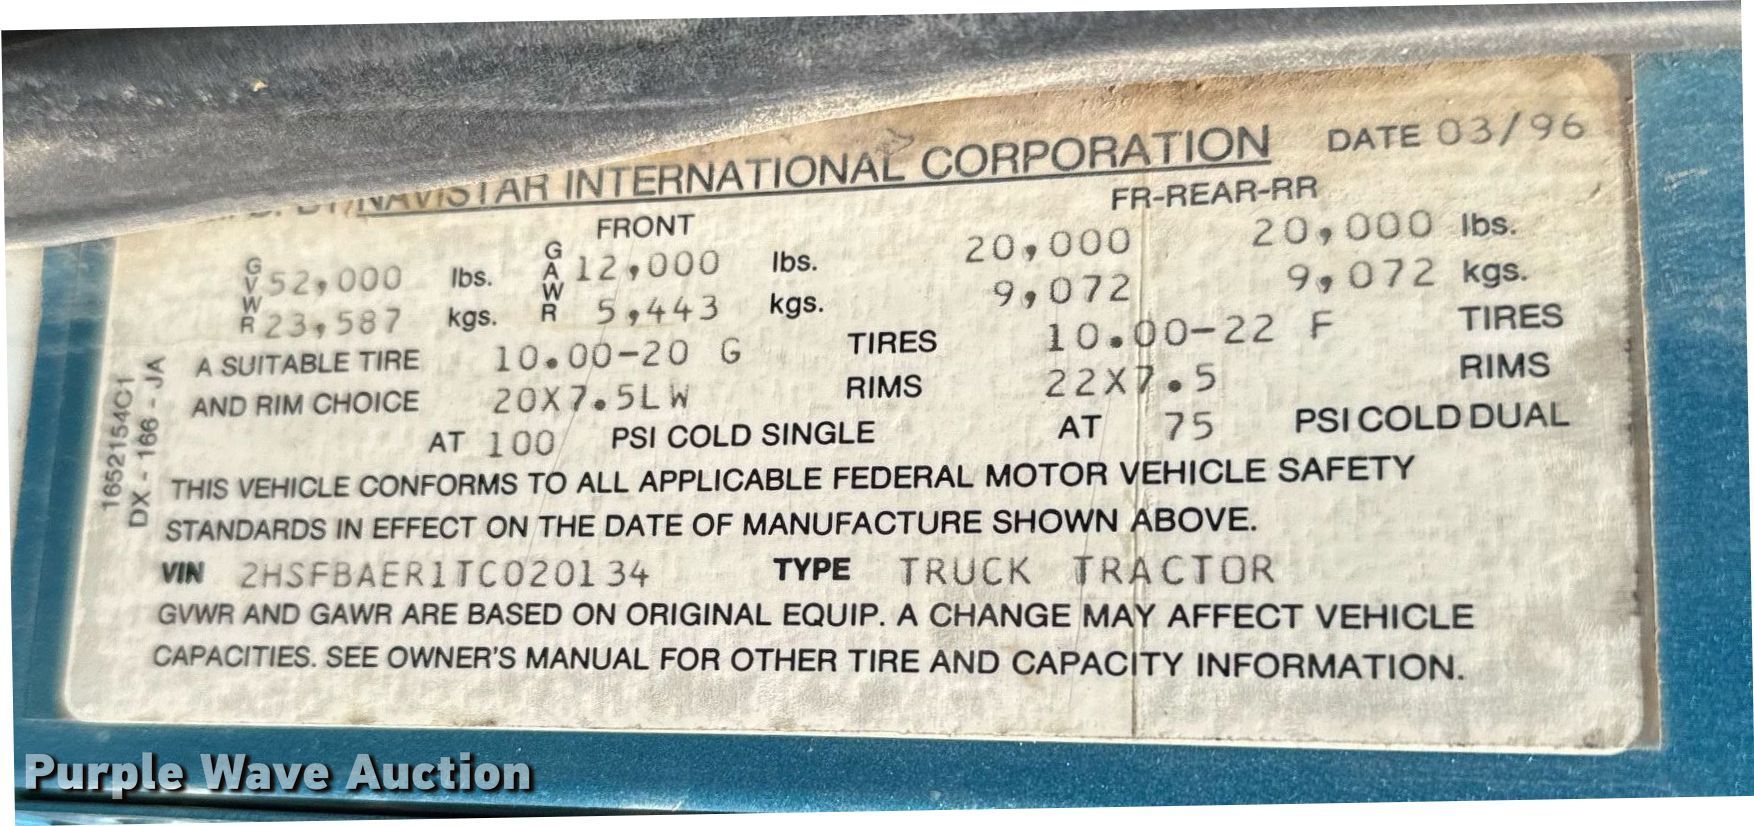 NAVISTAR INTERNATIONAL CORPORATION DATE 03/96
FRONT FR-REAR-RR
GVWR 52,000 lbs. GAWR 12,000 lbs. 20,000 20,000 lbs.
23,587 kgs. 5,443 kgs. 9,072 9,072 kgs.
A SUITABLE TIRE 10.00-20 G TIRES 10.00-22 F TIRES
AND RIM CHOICE 20X7.5LW RIMS 22X7.5 RIMS
AT 100 PSI COLD SINGLE AT 75 PSI COLD DUAL
THIS VEHICLE CONFORMS TO ALL APPLICABLE FEDERAL MOTOR VEHICLE SAFETY
STANDARDS IN EFFECT ON THE DATE OF MANUFACTURE SHOWN ABOVE.
VIN 2HSFBAER1TC020134 TYPE TRUCK TRACTOR
GVWR AND GAWR ARE BASED ON ORIGINAL EQUIP. A CHANGE MAY AFFECT VEHICLE
CAPACITIES. SEE OWNER'S MANUAL FOR OTHER TIRE AND CAPACITY INFORMATION.
1652154C1
DX - 166 - JA
Purple Wave Auction